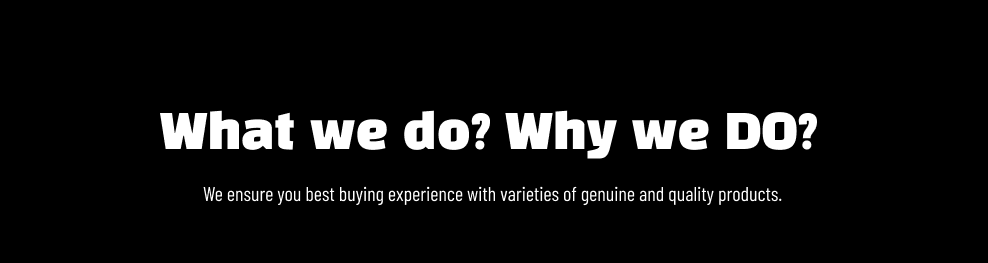 What we do? Why we DO?
We ensure you best buying experience with varieties of genuine and quality products.